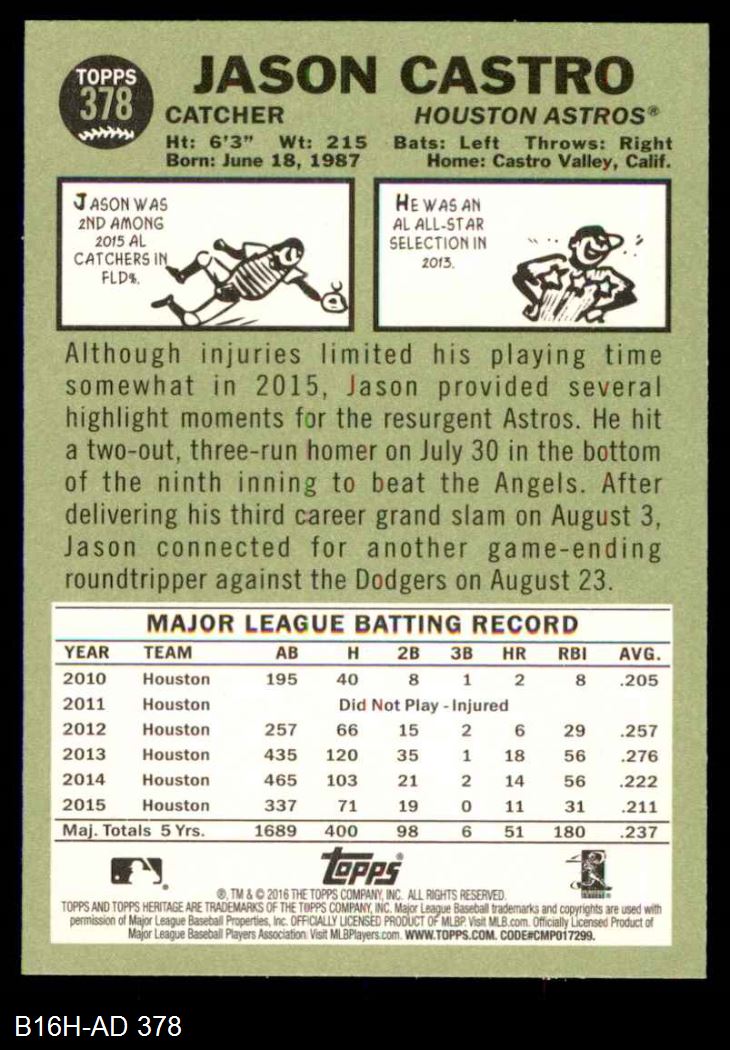 TOPPS
378
JASON CASTRO
CATCHER HOUSTON ASTROS®
Ht: 6'3" Wt: 215 Bats: Left Throws: Right
Born: June 18, 1987 Home: Castro Valley, Calif.
JASON WAS
2ND AMONG
2015 AL
CATCHERS IN
FLD%.
HE WAS AN
AL ALL-STAR
SELECTION IN
2013.
Although injuries limited his playing time
somewhat in 2015, Jason provided several
highlight moments for the resurgent Astros. He hit
a two-out, three-run homer on July 30 in the bottom
of the ninth inning to beat the Angels. After
delivering his third career grand slam on August 3,
Jason connected for another game-ending
roundtripper against the Dodgers on August 23.
MAJOR LEAGUE BATTING RECORD
YEAR TEAM AB H 2B 3B HR RBI AVG.
2010 Houston 195 40 8 1 2 8 .205
2011 Houston Did Not Play - Injured
2012 Houston 257 66 15 2 6 29 .257
2013 Houston 435 120 35 1 18 56 .276
2014 Houston 465 103 21 2 14 56 .222
2015 Houston 337 71 19 0 11 31 .211
Maj. Totals 5 Yrs. 1689 400 98 6 51 180 .237
Topps®
®, TM & © 2016 THE TOPPS COMPANY, INC. ALL RIGHTS RESERVED.
TOPPS AND TOPPS HERITAGE ARE TRADEMARKS OF THE TOPPS COMPANY, INC. Major League Baseball trademarks and copyrights are used with
permission of Major League Baseball Properties, Inc. OFFICIALLY LICENSED PRODUCT OF MLBP. Visit MLB.com. Officially Licensed Product of
Major League Baseball Players Association. Visit MLBPlayers.com. WWW.TOPPS.COM. CODE#CMP017299.
B16H-AD 378